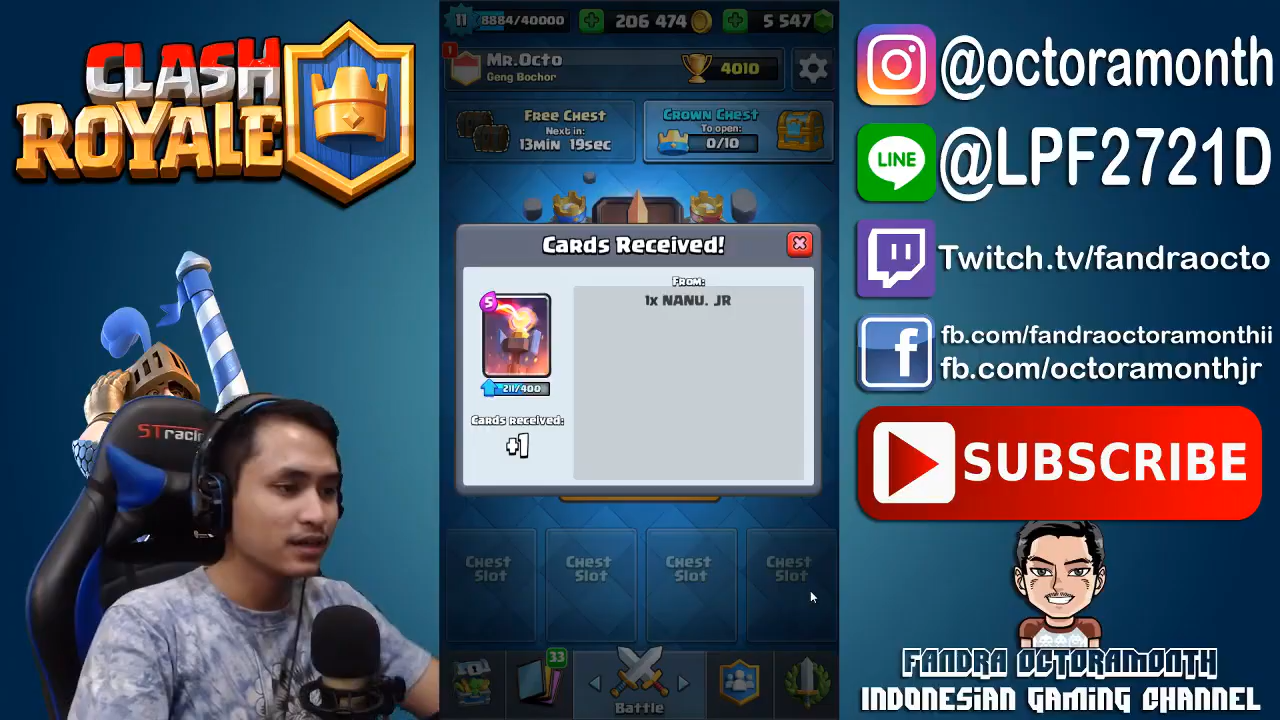 CLASH
ROYALE
11 8884/40000
206 474
5 547
1
Mr.Octo
Geng Bochor
4010
Free Chest
Next in:
13min 19sec
Crown Chest
To open:
0/10
Cards Received!
5
211/400
Cards received:
+1
From:
1x NANU. JR
Chest
Slot
Chest
Slot
Chest
Slot
Chest
Slot
33
Battle
@octoramonth
LINE
@LPF2721D
Twitch.tv/fandraocto
fb.com/fandraoctoramonthii
fb.com/octoramonthjr
SUBSCRIBE
FANDRA OCTORAMONTH
INDONESIAN GAMING CHANNEL